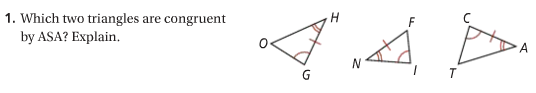 1. Which two triangles are congruent
by ASA? Explain.
H
O
G
F
N
I
C
A
T